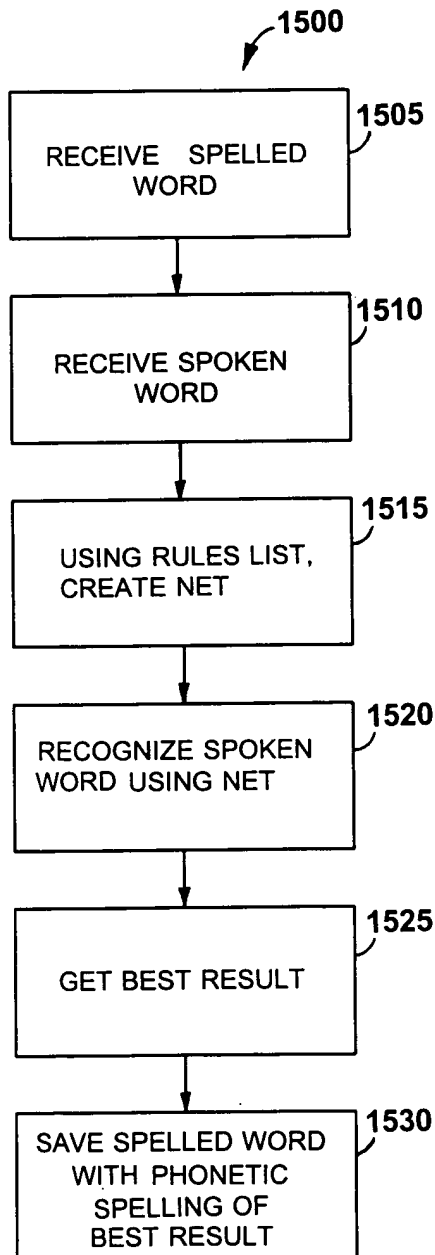 1500
1505
RECEIVE SPELLED
WORD
1510
RECEIVE SPOKEN
WORD
1515
USING RULES LIST,
CREATE NET
1520
RECOGNIZE SPOKEN
WORD USING NET
1525
GET BEST RESULT
1530
SAVE SPELLED WORD
WITH PHONETIC
SPELLING OF
BEST RESULT